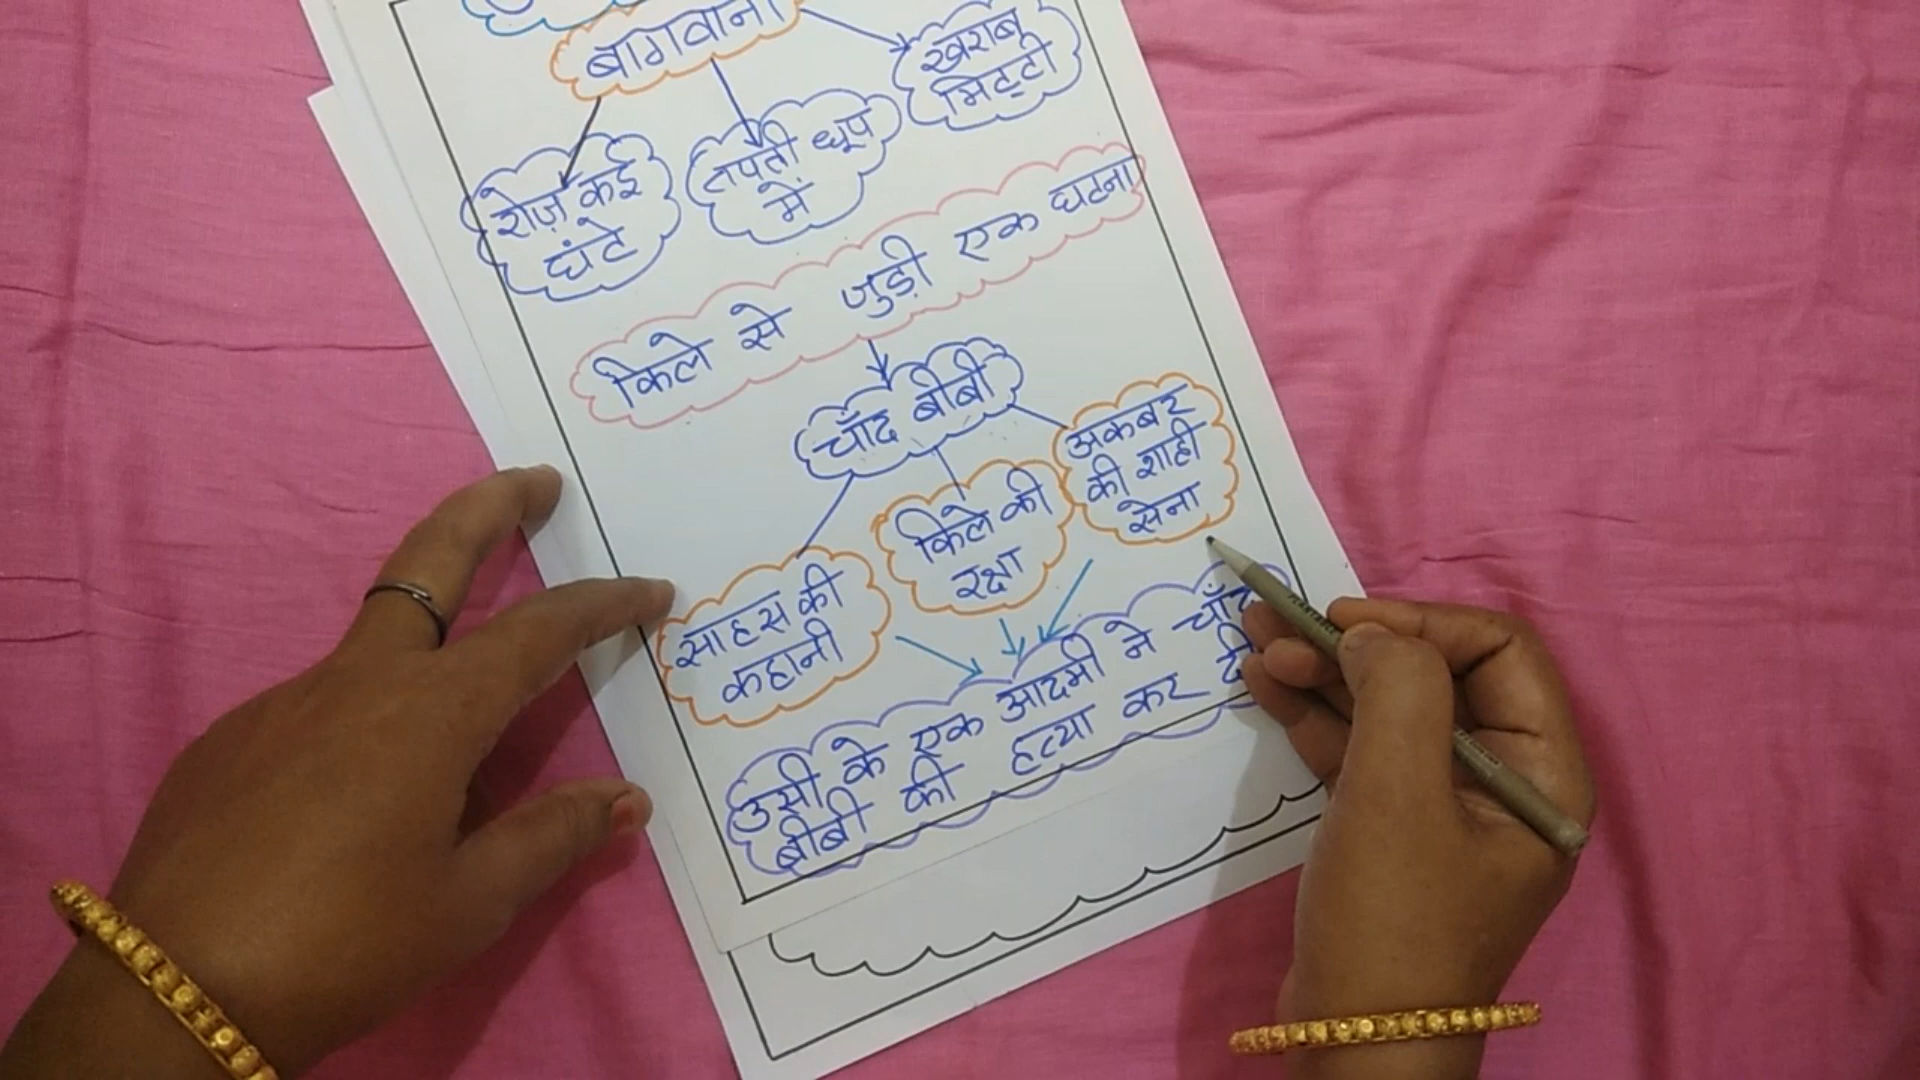 बागवानी
खराब
मिट्टी
रोज़ कई
घंटे
तपती धूप
में
किले से जुड़ी एक घटना
चाँद बीबी
साहस की
कहानी
किले की
रक्षा
अकबर
की शाही
सेना
उसी के एक आदमी ने चाँद
बीबी की हत्या कर दी